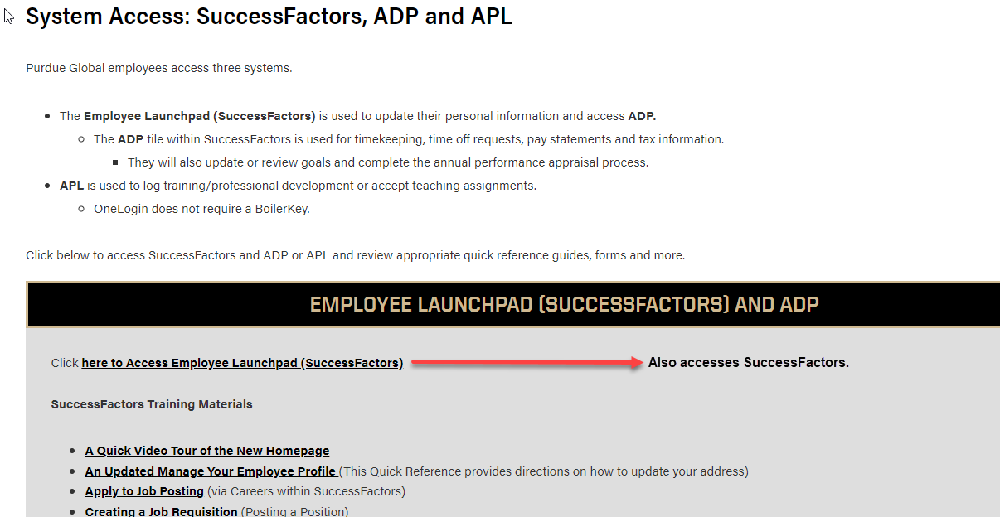 System Access: SuccessFactors, ADP and APL
Purdue Global employees access three systems.
The Employee Launchpad (SuccessFactors) is used to update their personal information and access ADP.
The ADP tile within SuccessFactors is used for timekeeping, time off requests, pay statements and tax information.
They will also update or review goals and complete the annual performance appraisal process.
APL is used to log training/professional development or accept teaching assignments.
OneLogin does not require a BoilerKey.
Click below to access SuccessFactors and ADP or APL and review appropriate quick reference guides, forms and more.
EMPLOYEE LAUNCHPAD (SUCCESSFACTORS) AND ADP
Click here to Access Employee Launchpad (SuccessFactors) Also accesses SuccessFactors.
SuccessFactors Training Materials
A Quick Video Tour of the New Homepage
An Updated Manage Your Employee Profile (This Quick Reference provides directions on how to update your address)
Apply to Job Posting (via Careers within SuccessFactors)
Creating a Job Requisition (Posting a Position)